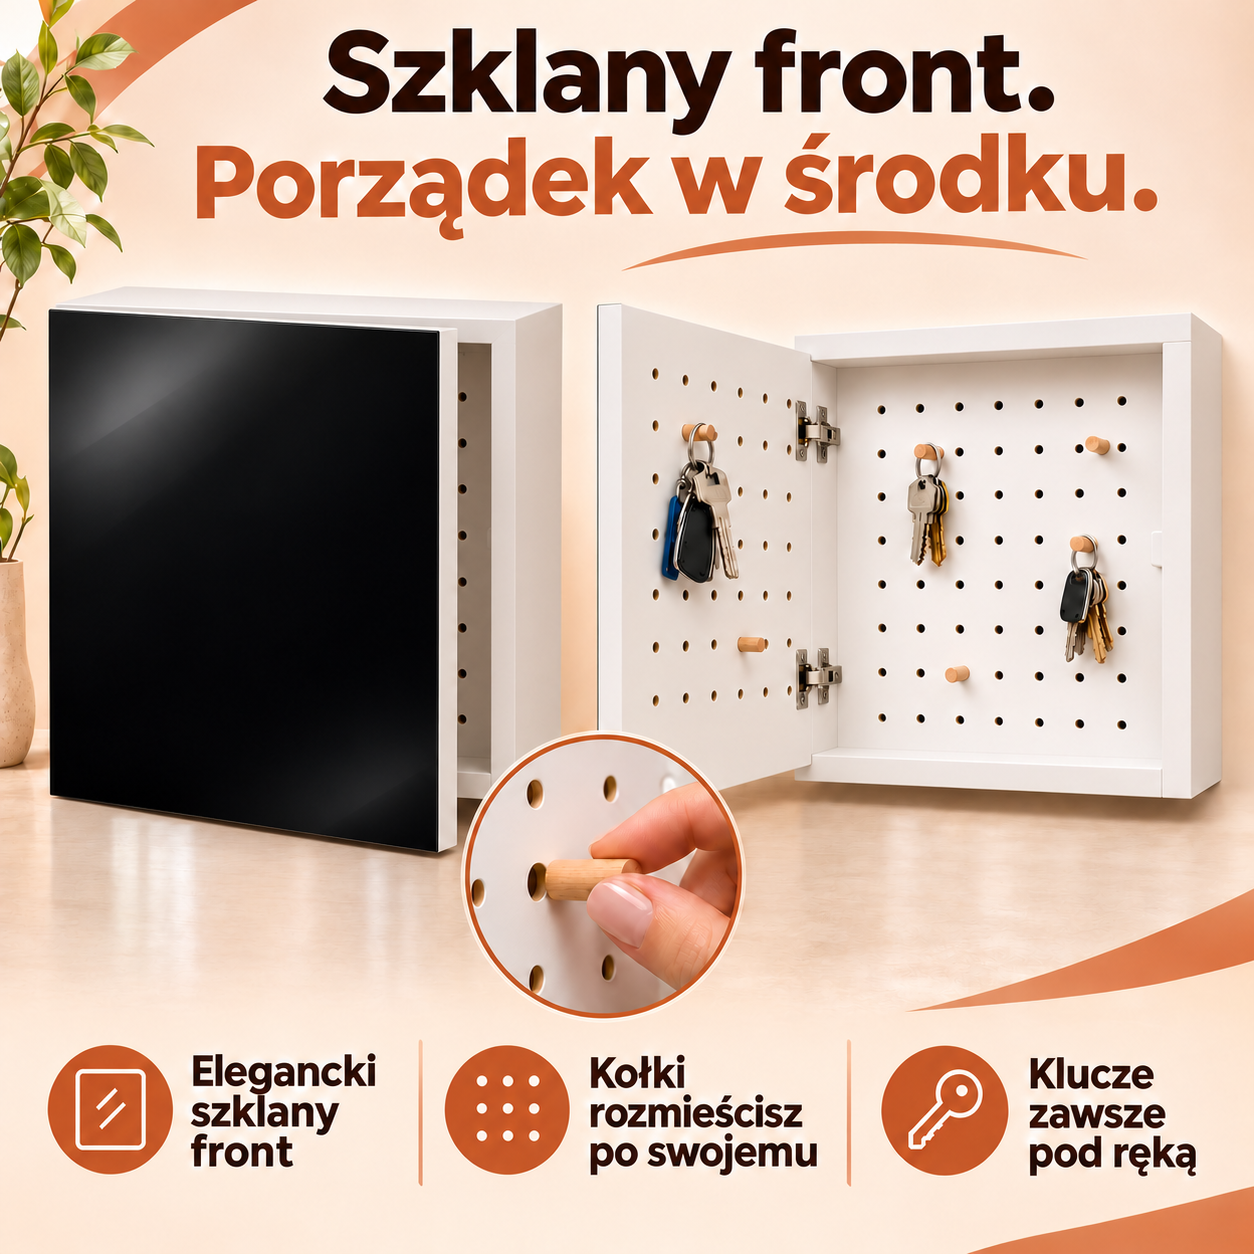 Szklany front.
Porządek w środku.
Elegancki
szklany
front
Kołki
rozmieścisz
po swojemu
Klucze
zawsze
pod ręką